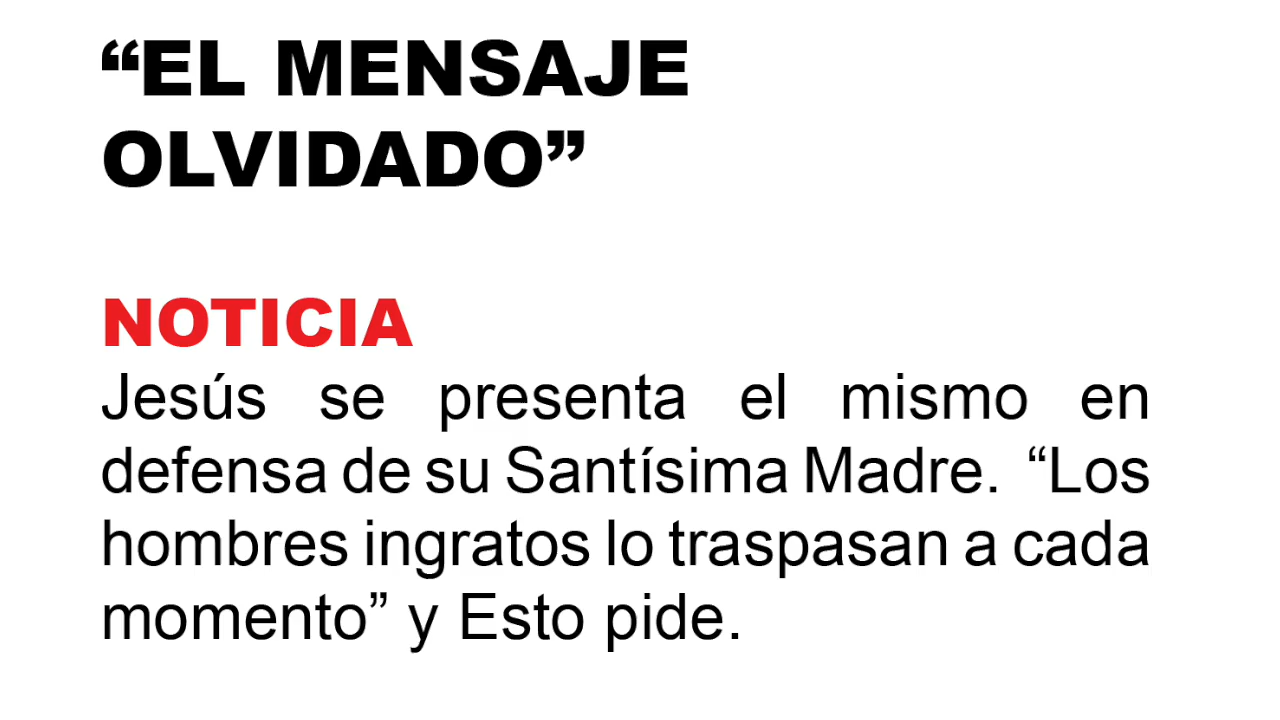 “EL MENSAJE
OLVIDADO”
NOTICIA
Jesús se presenta el mismo en
defensa de su Santísima Madre. “Los
hombres ingratos lo traspasan a cada
momento” y Esto pide.